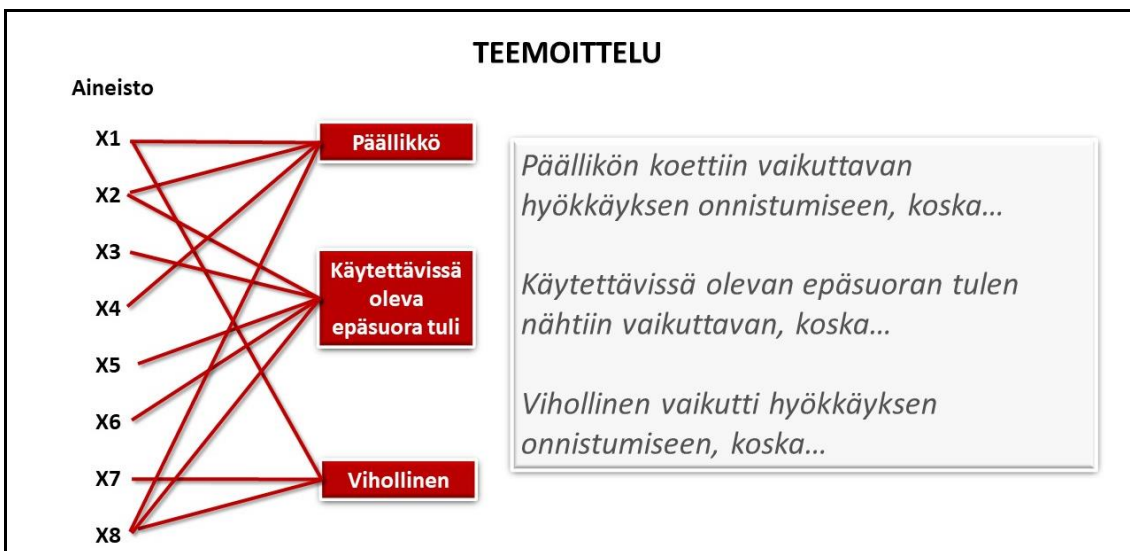 TEEMOITTELU
Aineisto
X1
X2
X3
X4
X5
X6
X7
X8
Päällikkö
Käytettävissä
oleva
epäsuora tuli
Vihollinen
Päällikön koettiin vaikuttavan
hyökkäyksen onnistumiseen, koska…
Käytettävissä olevan epäsuoran tulen
nähtiin vaikuttavan, koska…
Vihollinen vaikutti hyökkäyksen
onnistumiseen, koska…